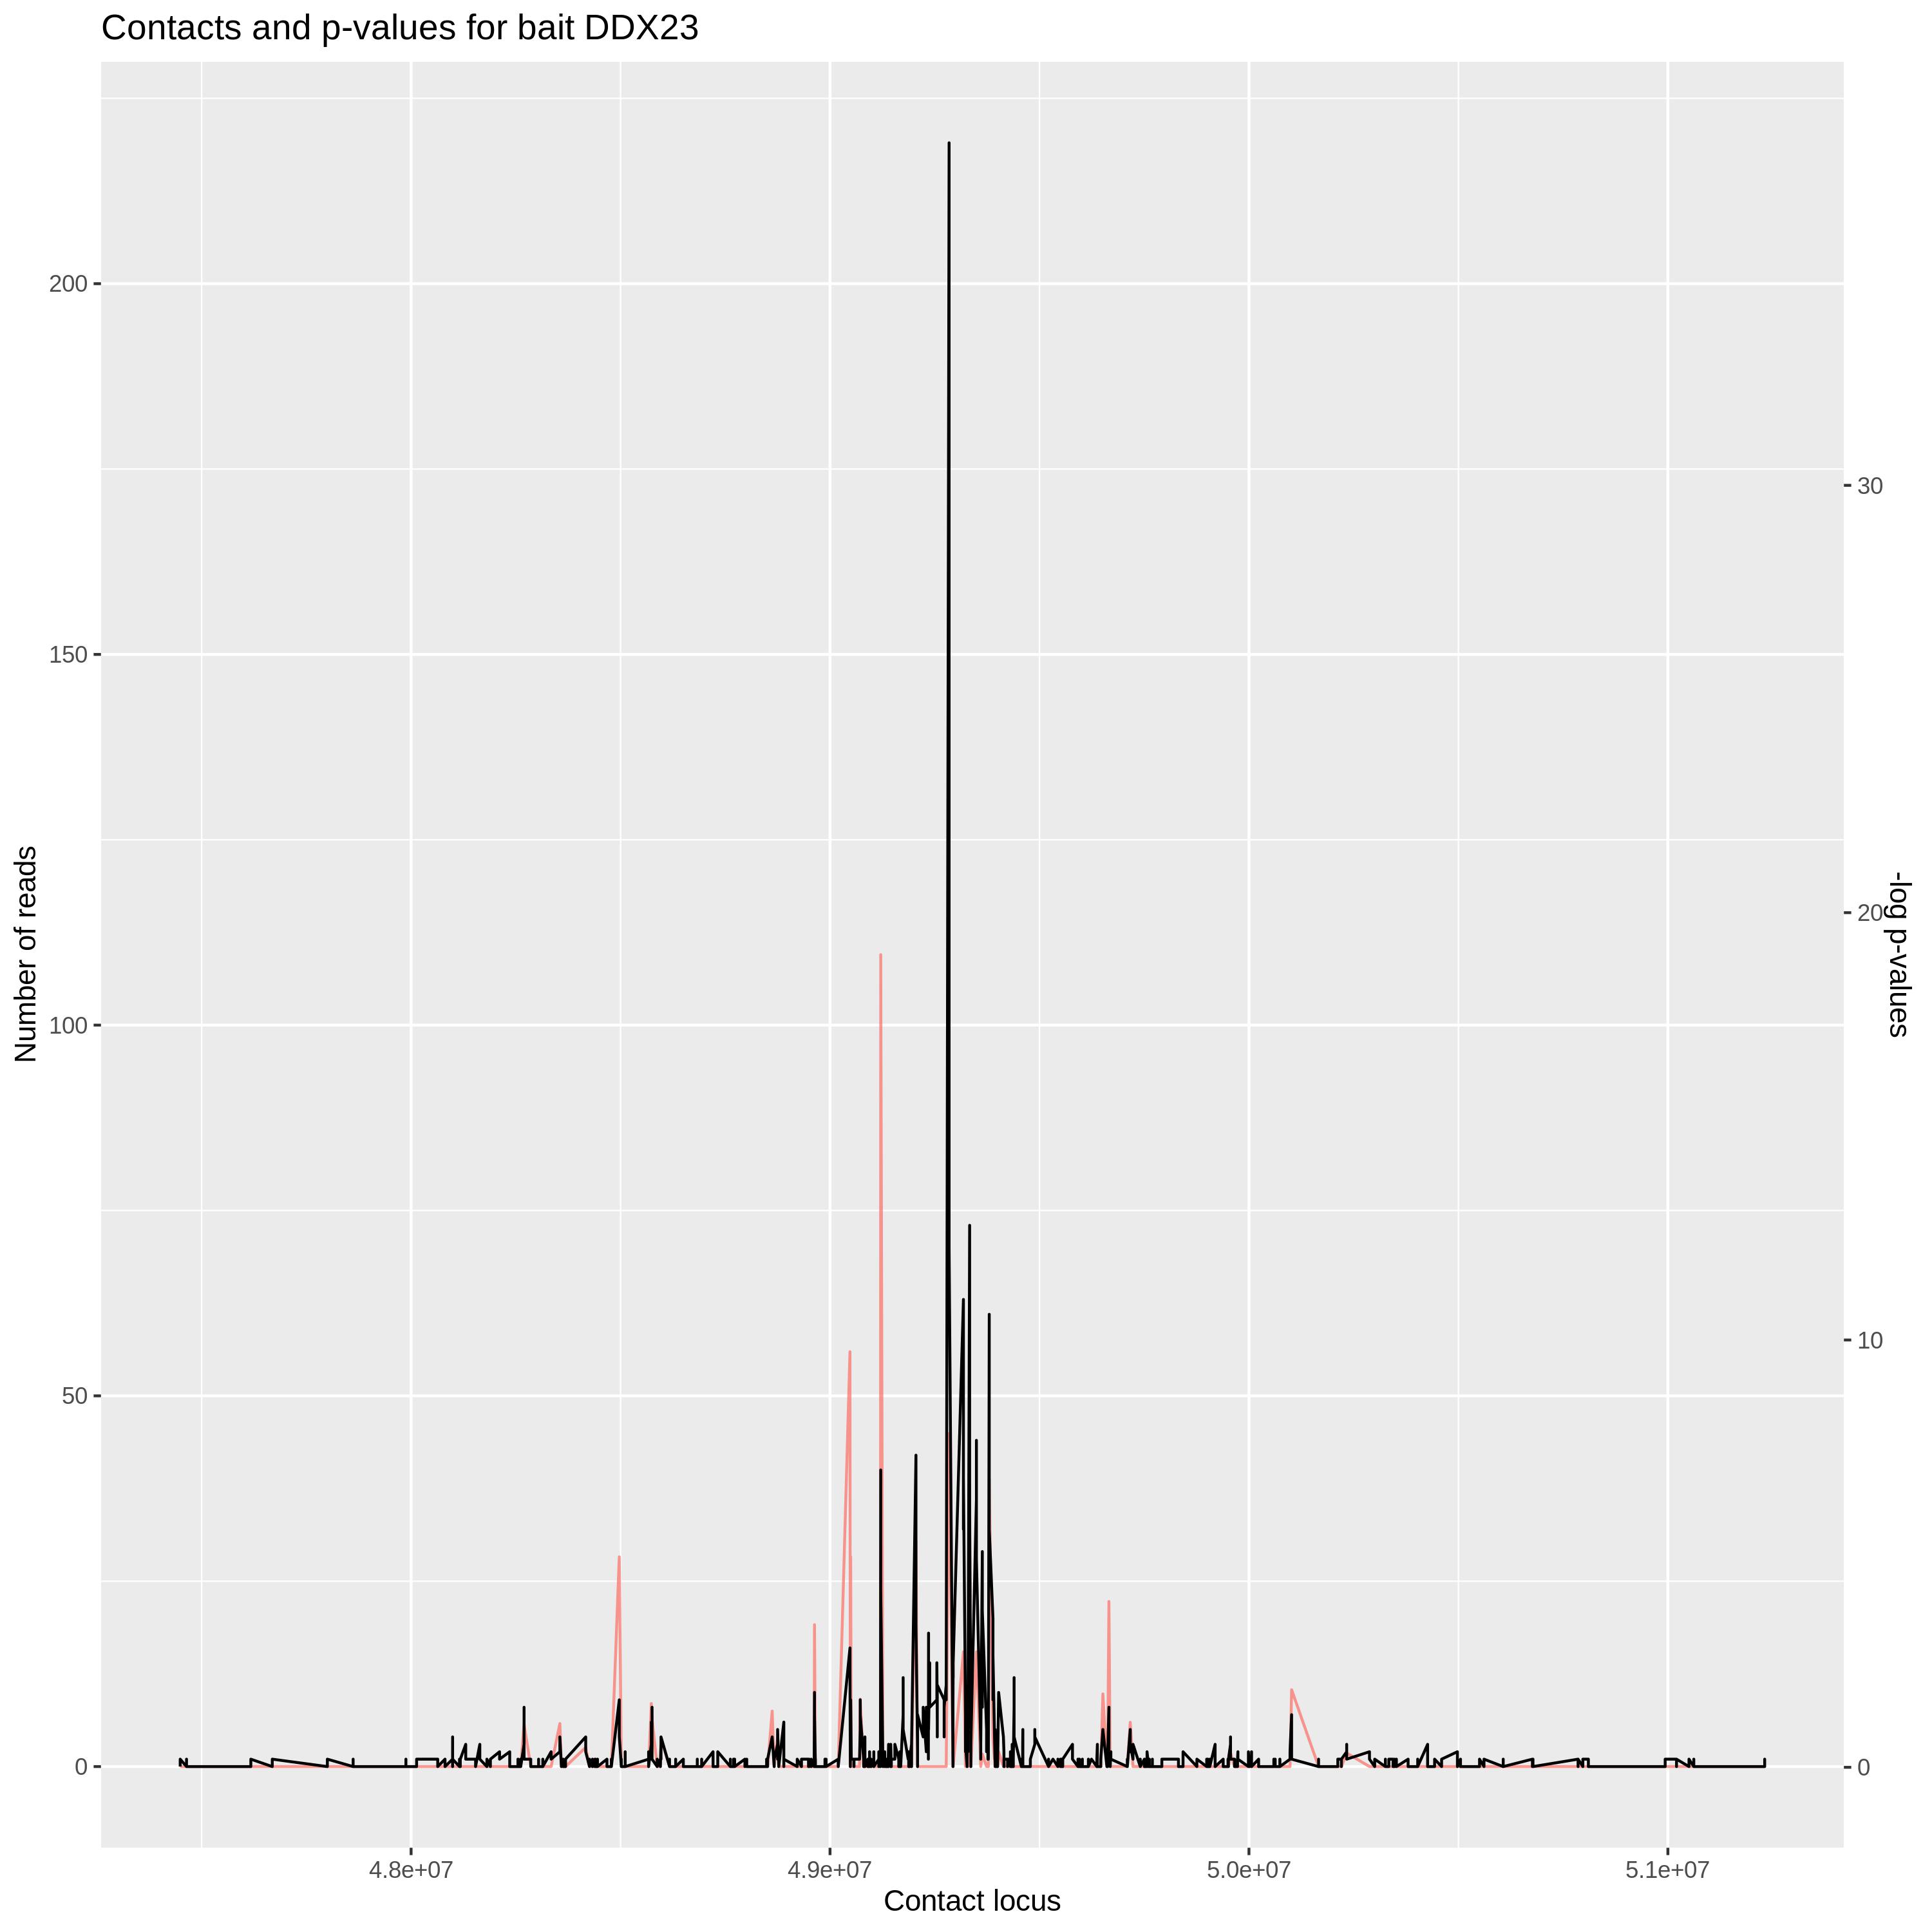 Contacts and p-values for bait DDX23
Number of reads
200
150
100
50
0
30
20
10
0
-log p-values
4.8e+07
4.9e+07
5.0e+07
5.1e+07
Contact locus